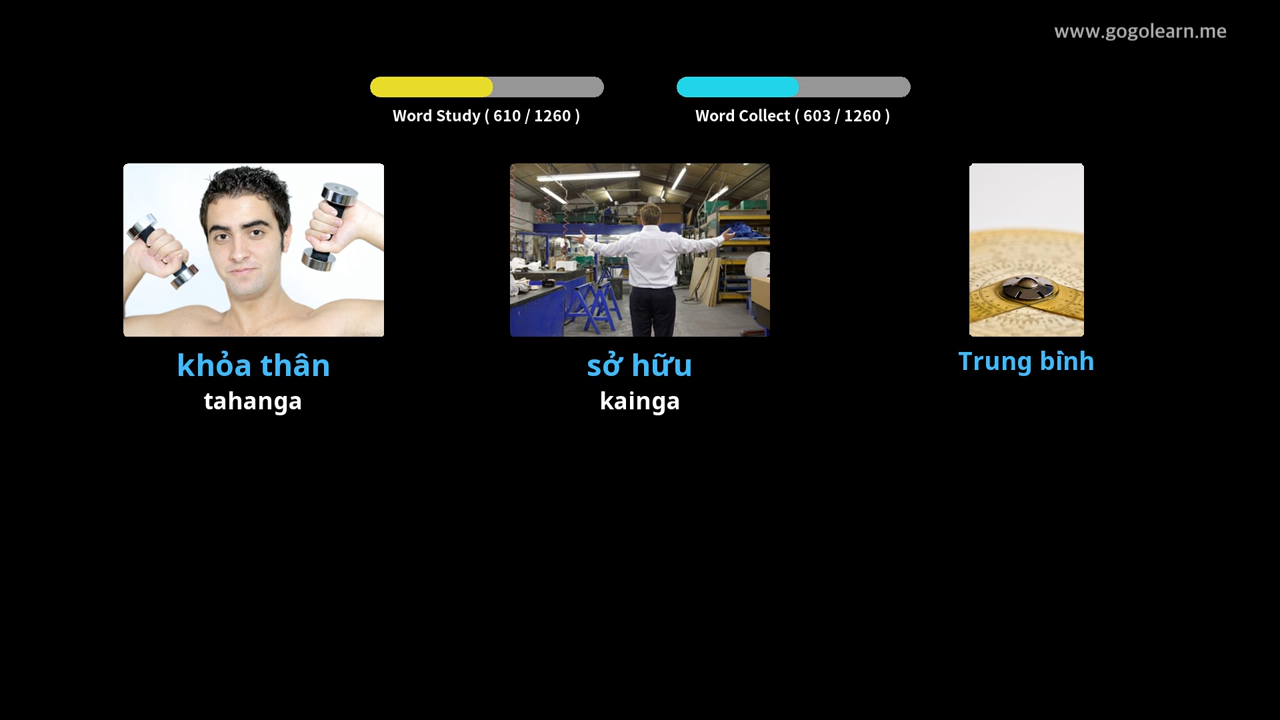 www.gogolearn.me
Word Study ( 610 / 1260 )
Word Collect ( 603 / 1260 )
khỏa thân
tahanga
sở hữu
kainga
Trung bình